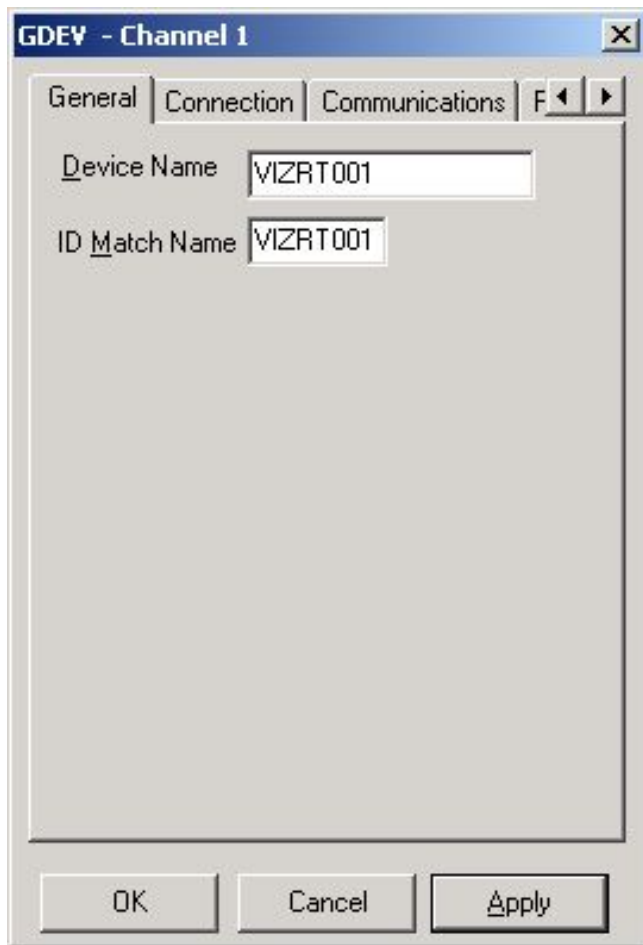 GDEV - Channel 1
General Connection Communications F
Device Name VIZRT001
ID Match Name VIZRT001
OK Cancel Apply